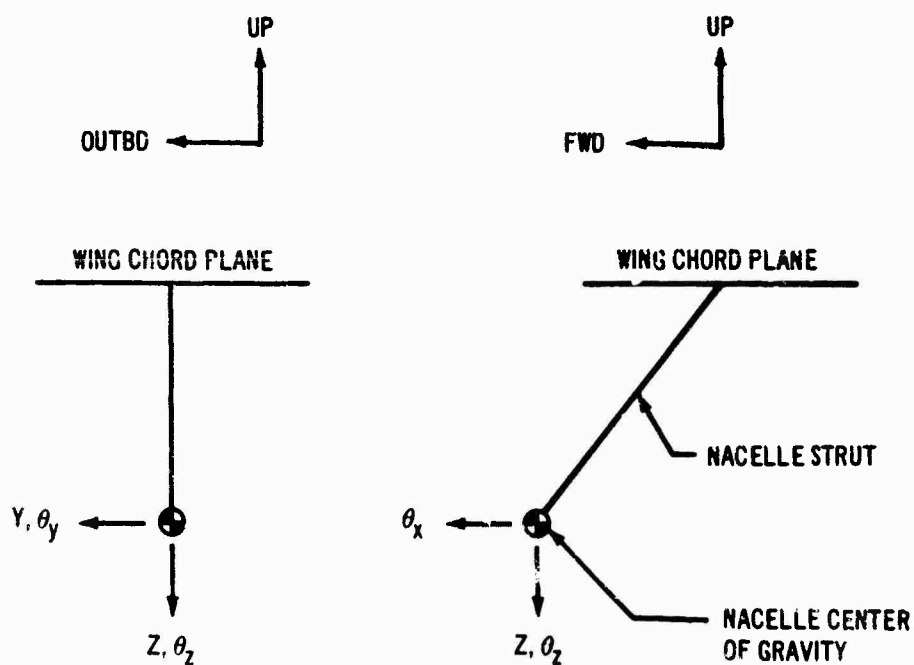 UP
UP
OUTBD
FWD
WING CHORD PLANE
WING CHORD PLANE
NACELLE STRUT
Y, θy
θx
Z, θz
Z, θz
NACELLE CENTER
OF GRAVITY